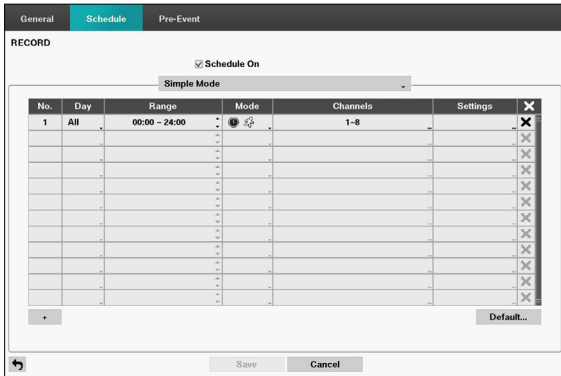 General Schedule Pre-Event
RECORD
Schedule On
Simple Mode
No. Day Range Mode Channels Settings
1 All 00:00 ~ 24:00 1~8
+ Default...
Save Cancel